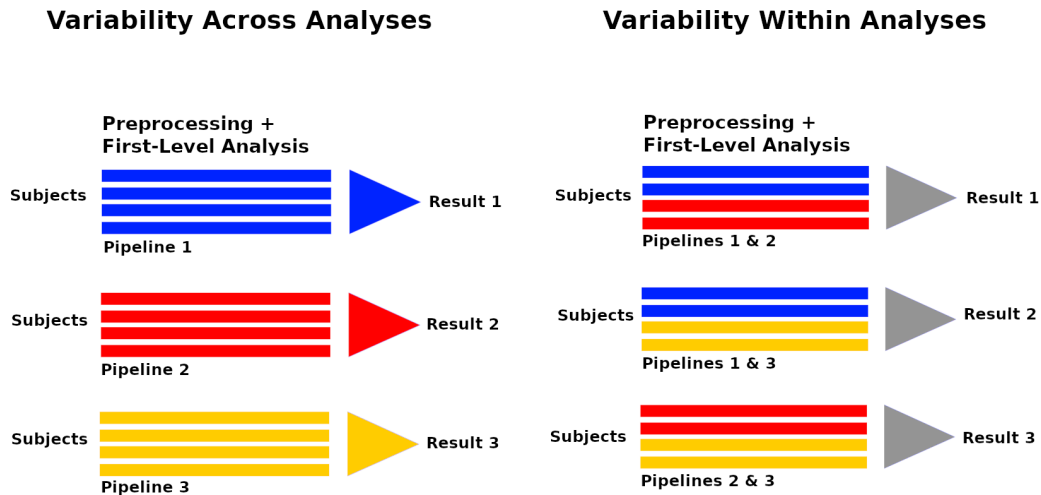 Variability Across Analyses
Preprocessing +
First-Level Analysis
Subjects
Result 1
Pipeline 1
Subjects
Result 2
Pipeline 2
Subjects
Result 3
Pipeline 3
Variability Within Analyses
Preprocessing +
First-Level Analysis
Subjects
Result 1
Pipelines 1 & 2
Subjects
Result 2
Pipelines 1 & 3
Subjects
Result 3
Pipelines 2 & 3